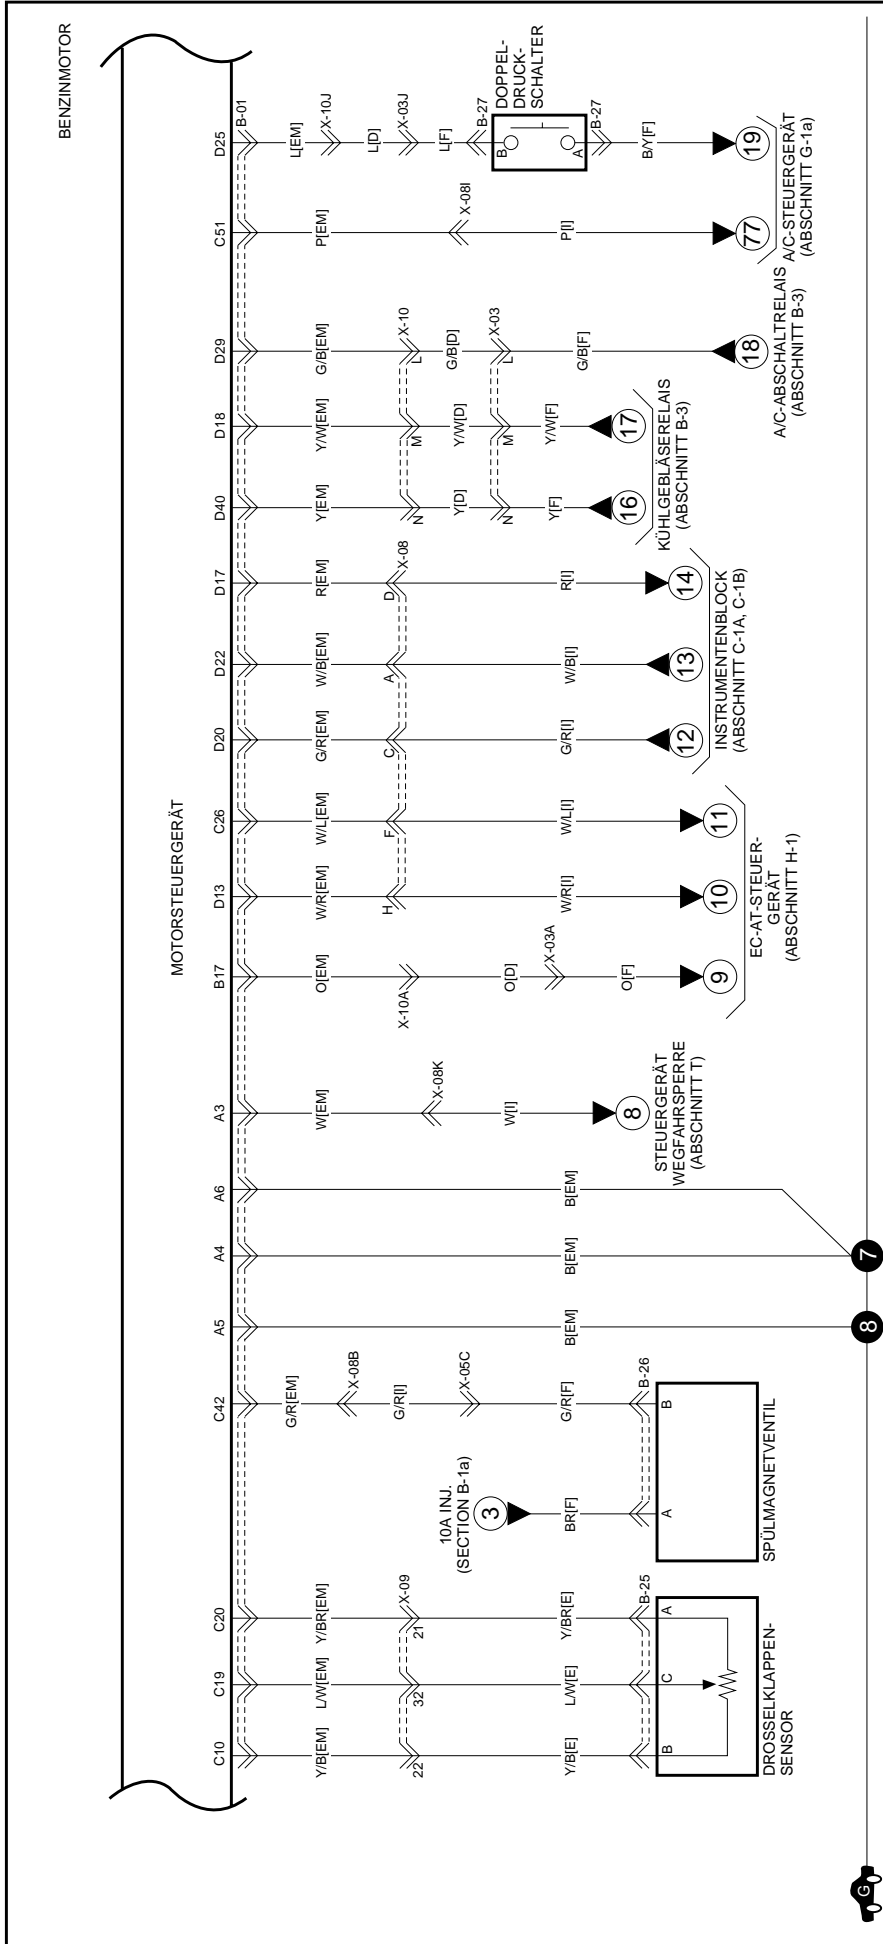 BENZINMOTOR
MOTORSTEUERGERÄT
C10
C19
C20
C42
A5
A4
A6
A3
B17
D13
C26
D20
D22
D17
D40
D18
D29
C51
D25
B-01
Y/B[EM]
L/W[EM]
Y/BR[EM]
G/R[EM]
B[EM]
B[EM]
B[EM]
W[EM]
O[EM]
W/R[EM]
W/L[EM]
G/R[EM]
W/B[EM]
R[EM]
Y[EM]
Y/W[EM]
G/B[EM]
P[EM]
L[EM]
22
32
21
X-09
X-08B
X-08K
X-10A
H
F
C
A
D
X-08
N
M
L
X-10
X-08I
X-10J
G/R[I]
X-05C
W[I]
O[D]
X-03A
Y[D]
Y/W[D]
G/B[D]
N
M
L
X-03
L[D]
X-03J
L[F]
B-27
Y/B[E]
L/W[E]
Y/BR[E]
B-25
B
C
A
DROSSELKLAPPEN-
SENSOR
10A INJ.
(SECTION B-1a)
3
BR[F]
G/R[F]
B-26
A
B
SPÜLMAGNETVENTIL
8
STEUERGERÄT
WEGFAHRSPERRE
(ABSCHNITT T)
O[F]
W/R[I]
W/L[I]
9
10
11
EC-AT-STEUER-
GERÄT
(ABSCHNITT H-1)
G/R[I]
W/B[I]
R[I]
12
13
14
INSTRUMENTENBLOCK
(ABSCHNITT C-1A, C-1B)
Y[F]
Y/W[F]
16
17
KÜHLGEBLÄSERELAIS
(ABSCHNITT B-3)
G/B[F]
18
A/C-ABSCHALTRELAIS
(ABSCHNITT B-3)
P[I]
B
A
DOPPEL-
DRUCK-
SCHALTER
B-27
B/Y[F]
77
19
A/C-STEUERGERÄT
(ABSCHNITT G-1a)
G
8
7